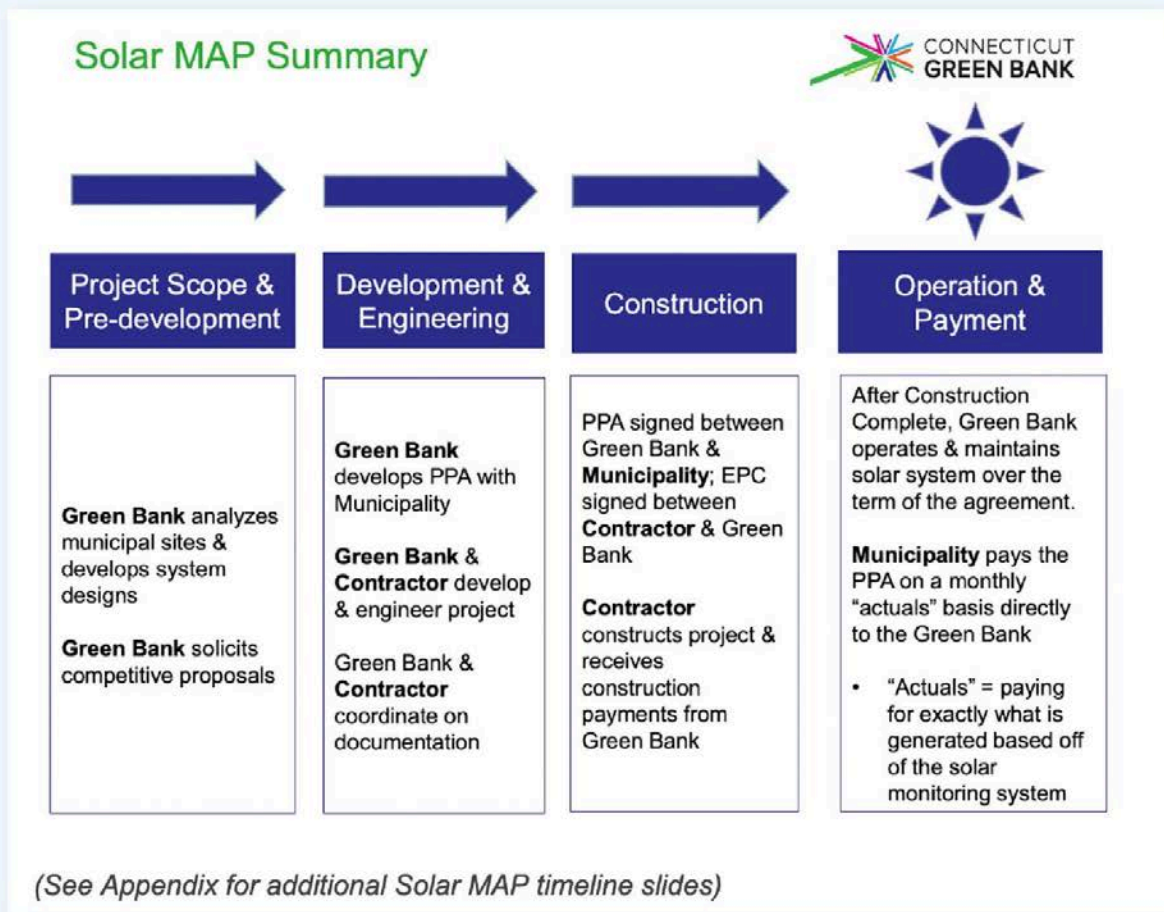 Solar MAP Summary
CONNECTICUT
GREEN BANK
Project Scope &
Pre-development
Green Bank analyzes
municipal sites &
develops system
designs
Green Bank solicits
competitive proposals
Development &
Engineering
Green Bank
develops PPA with
Municipality
Green Bank &
Contractor develop
& engineer project
Green Bank &
Contractor
coordinate on
documentation
Construction
PPA signed between
Green Bank &
Municipality; EPC
signed between
Contractor & Green
Bank
Contractor
constructs project &
receives
construction
payments from
Green Bank
Operation &
Payment
After Construction
Complete, Green Bank
operates & maintains
solar system over the
term of the agreement.
Municipality pays the
PPA on a monthly
“actuals” basis directly
to the Green Bank
• “Actuals” = paying
for exactly what is
generated based off
of the solar
monitoring system
(See Appendix for additional Solar MAP timeline slides)